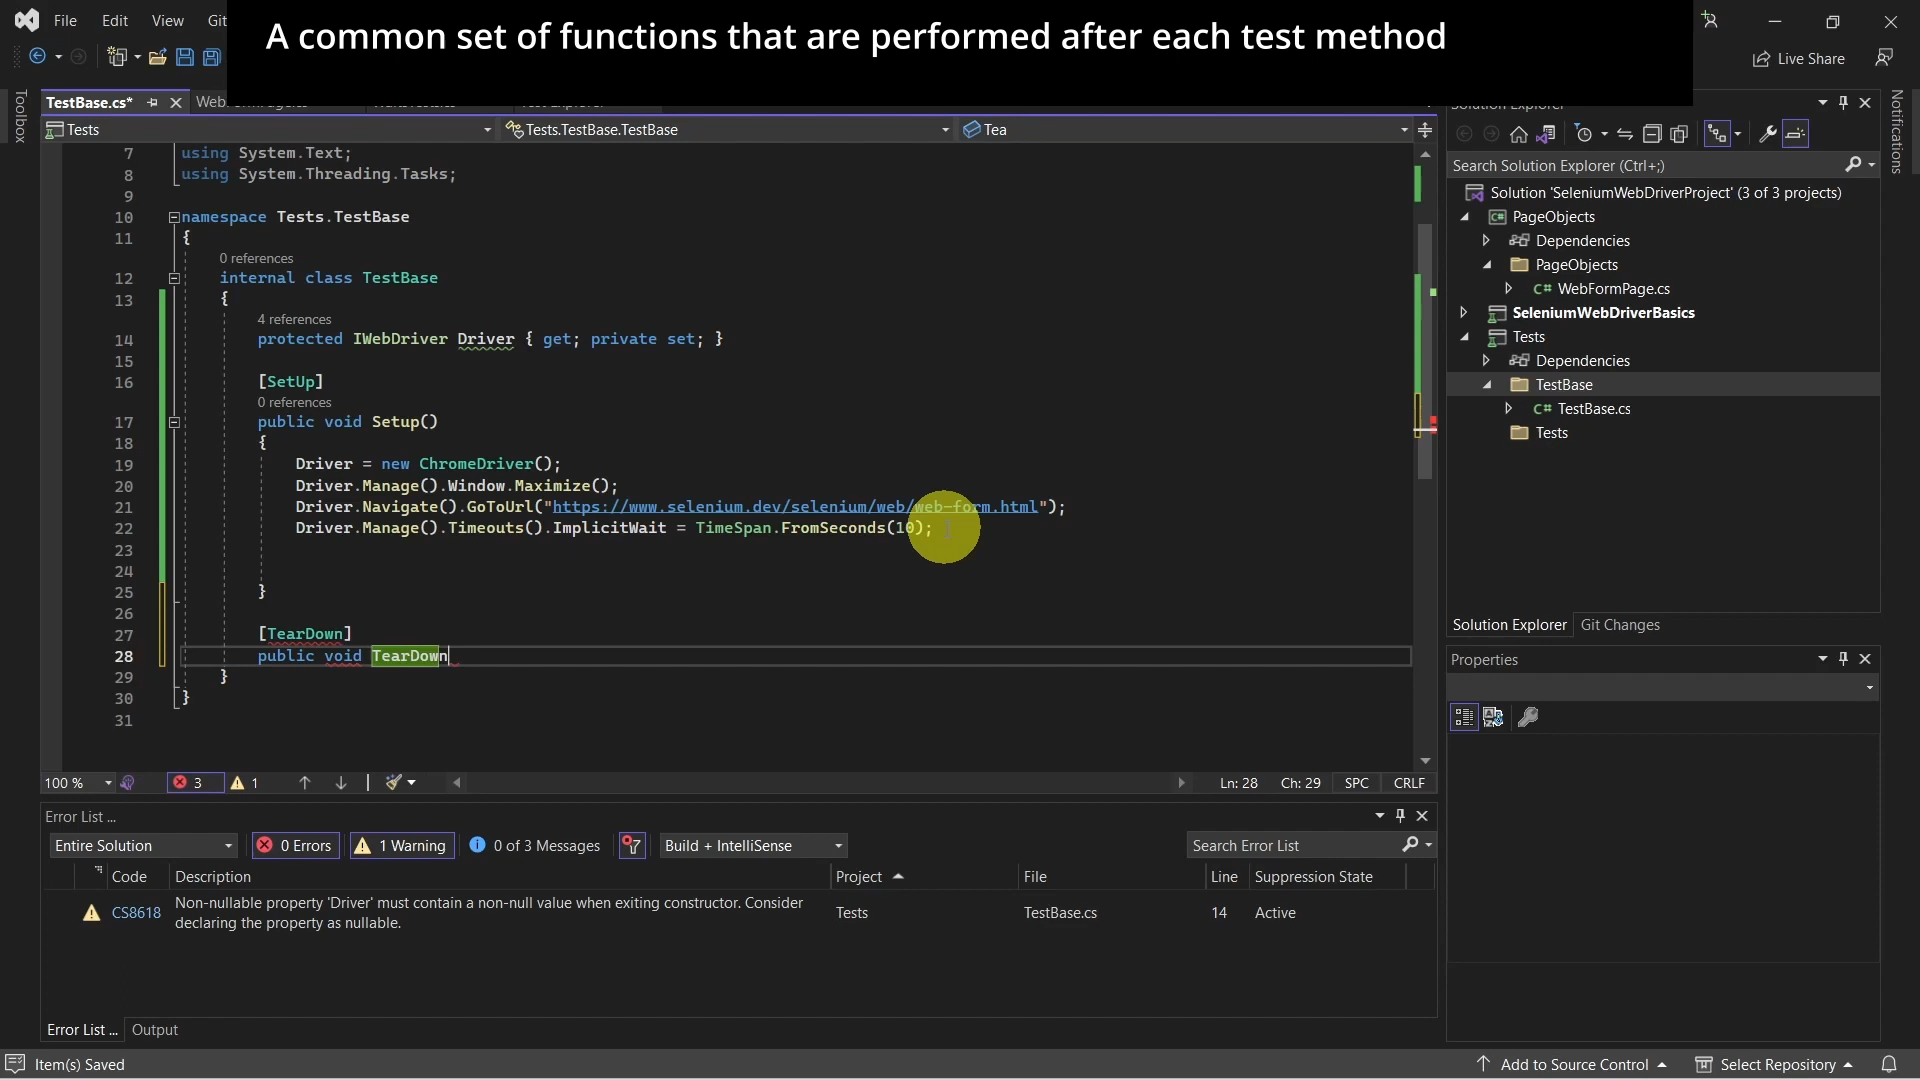 File Edit View Git
A common set of functions that are performed after each test method
Live Share
Toolbox
TestBase.cs*
Tests
Tests.TestBase.TestBase
Tea
7 using System.Text;
8 using System.Threading.Tasks;
9
10 namespace Tests.TestBase
11 {
0 references
12 internal class TestBase
13 {
4 references
14 protected IWebDriver Driver { get; private set; }
15
16 [SetUp]
0 references
17 public void Setup()
18 {
19 Driver = new ChromeDriver();
20 Driver.Manage().Window.Maximize();
21 Driver.Navigate().GoToUrl("https://www.selenium.dev/selenium/web/web-form.html");
22 Driver.Manage().Timeouts().ImplicitWait = TimeSpan.FromSeconds(10);
23
24
25 }
26
27 [TearDown]
28 public void TearDown
29 }
30 }
31
100 %
3
1
Ln: 28 Ch: 29 SPC CRLF
Solution Explorer
Search Solution Explorer (Ctrl+;)
Solution 'SeleniumWebDriverProject' (3 of 3 projects)
C# PageObjects
Dependencies
PageObjects
C# WebFormPage.cs
SeleniumWebDriverBasics
Tests
Dependencies
TestBase
C# TestBase.cs
Tests
Solution Explorer Git Changes
Properties
Notifications
Error List ...
Entire Solution
0 Errors
1 Warning
0 of 3 Messages
Build + IntelliSense
Search Error List
Code Description Project File Line Suppression State
CS8618 Non-nullable property 'Driver' must contain a non-null value when exiting constructor. Consider declaring the property as nullable. Tests TestBase.cs 14 Active
Error List ... Output
Item(s) Saved
Add to Source Control
Select Repository